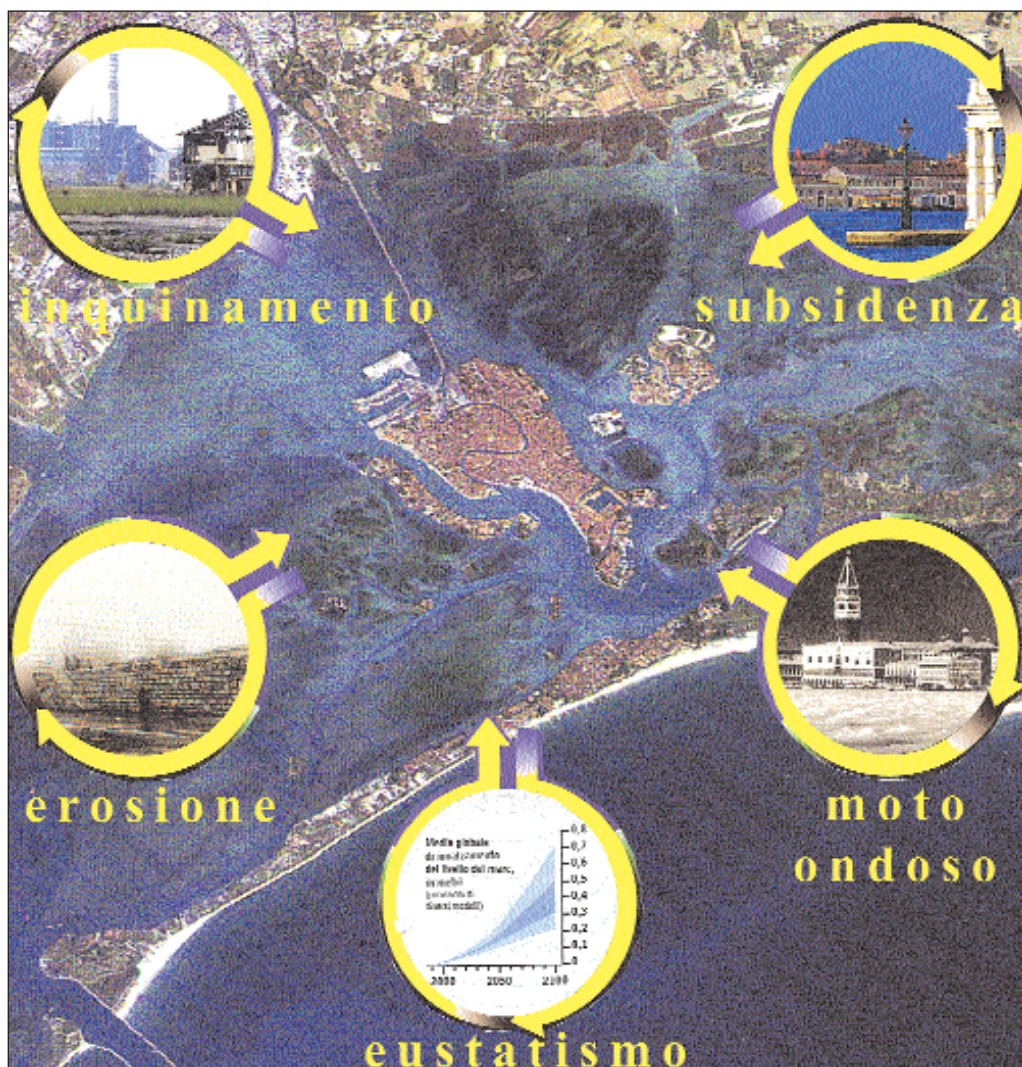 inquinamento
subsidenza
erosione
moto
ondoso
Media globale
del livello del mare,
0,8
0,7
0,6
0,5
0,4
0,3
0,2
0,1
0
2000 2050 2100
eustatismo